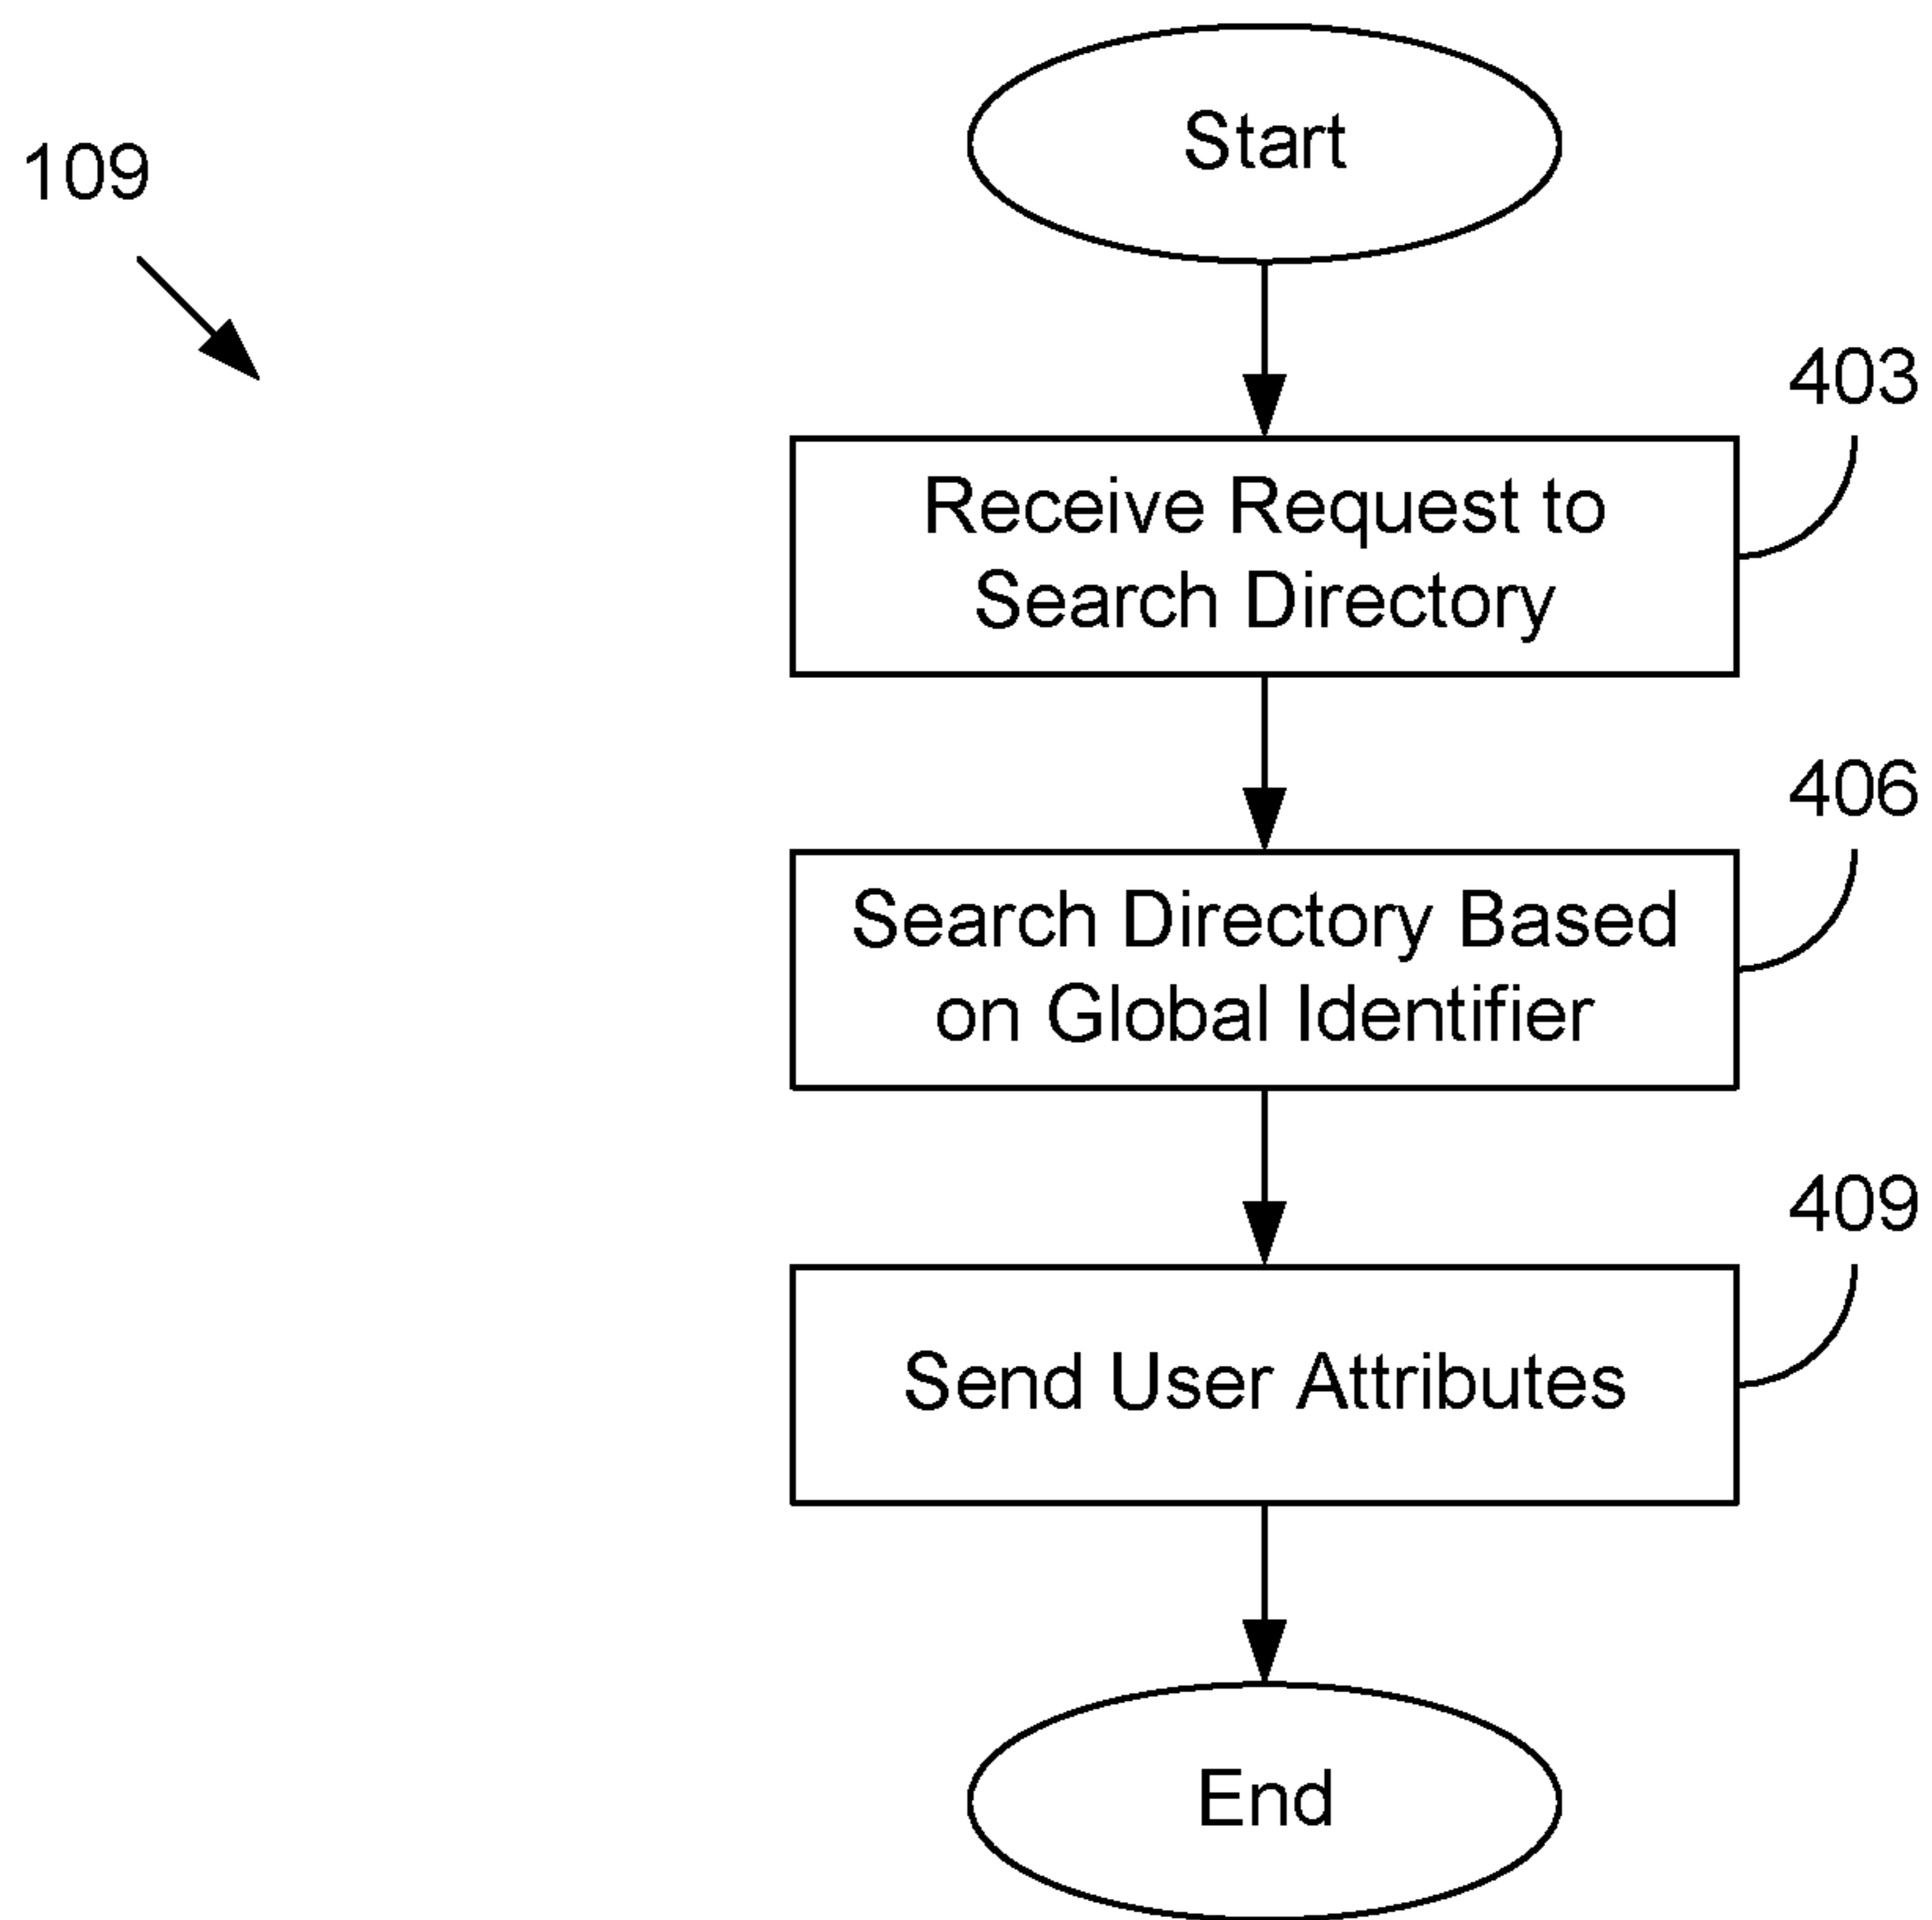 Start
109
403
Receive Request to
Search Directory
406
Search Directory Based
on Global Identifier
409
Send User Attributes
End